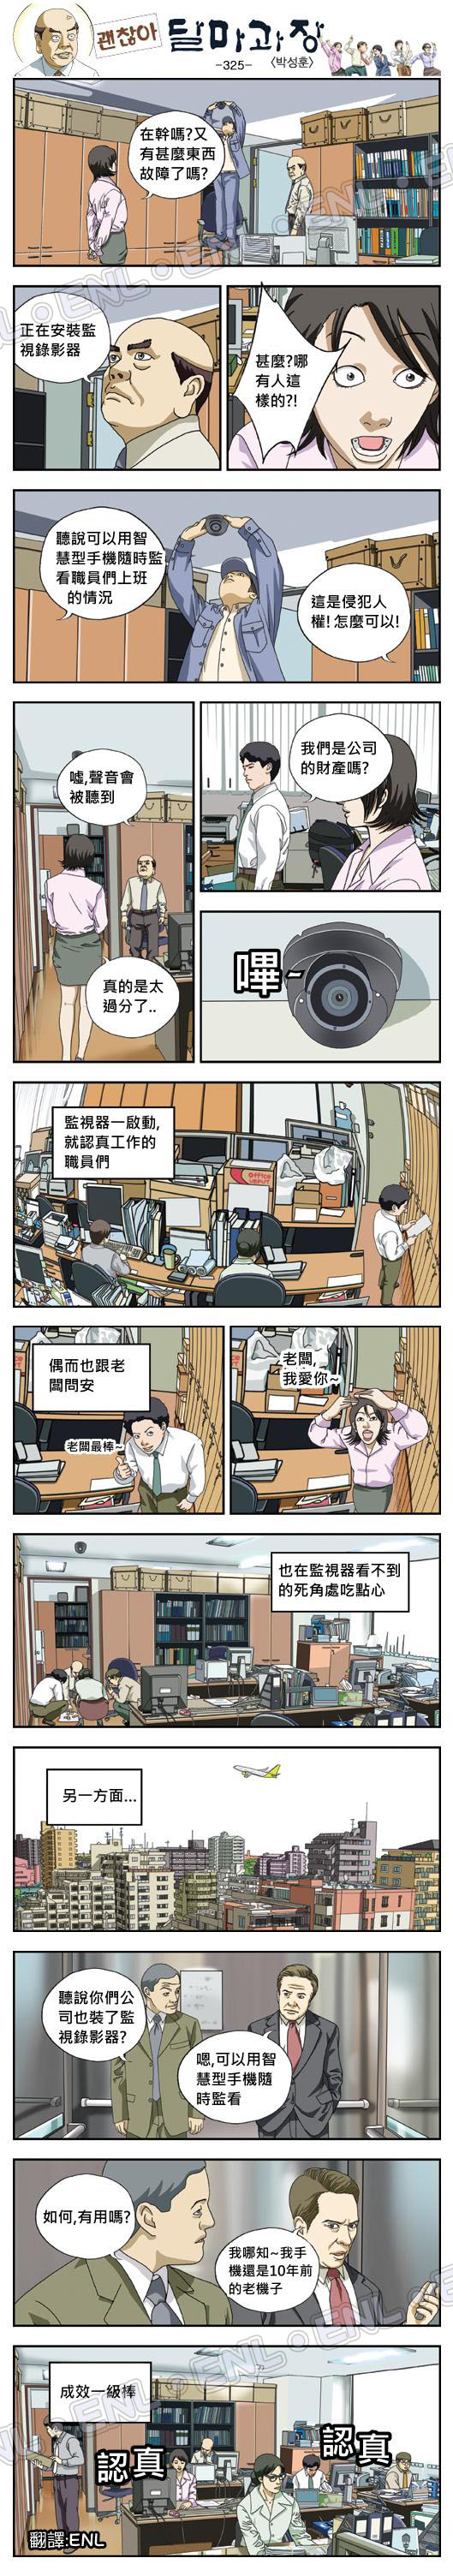 괜찮아 달마과장
-325- 〈박성훈〉
在幹嗎?又
有甚麼東西
故障了嗎?
正在安裝監
視錄影器
甚麼?哪
有人這
樣的?!
聽說可以用智
慧型手機隨時監
看職員們上班
的情況
這是侵犯人
權!怎麼可以!
噓,聲音會
被聽到
真的是太
過分了..
我們是公司
的財產嗎?
嗶-
監視器一啟動,
就認真工作的
職員們
偶而也跟老
闆問安
老闆最棒~
老闆,
我愛你~
也在監視器看不到
的死角處吃點心
另一方面...
聽說你們公
司也裝了監
視錄影器?
嗯,可以用智
慧型手機隨
時監看
如何,有用嗎?
我哪知~我手
機還是10年前
的老機子
成效一級棒
認真
認真
翻譯:ENL
ENL